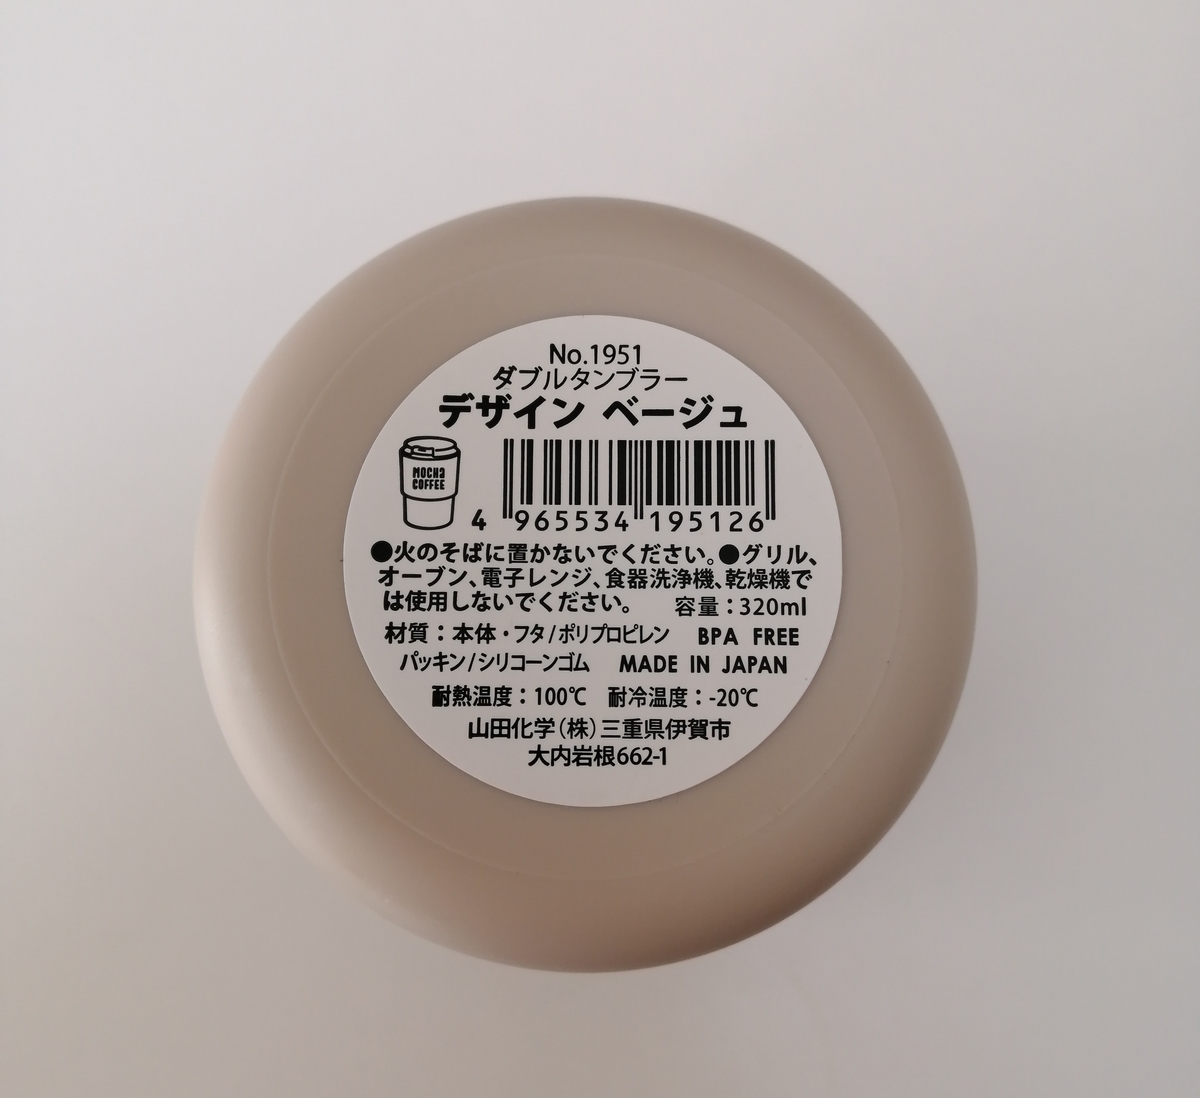 No.1951
ダブルタンブラー
デザイン ベージュ
MOCHa
COFFEE
4 965534 195126
●火のそばに置かないでください。●グリル、
オーブン、電子レンジ、食器洗浄機、乾燥機で
は使用しないでください。 容量：320ml
材質：本体・フタ/ポリプロピレン BPA FREE
パッキン/シリコーンゴム MADE IN JAPAN
耐熱温度：100℃ 耐冷温度：-20℃
山田化学(株)三重県伊賀市
大内岩根662-1